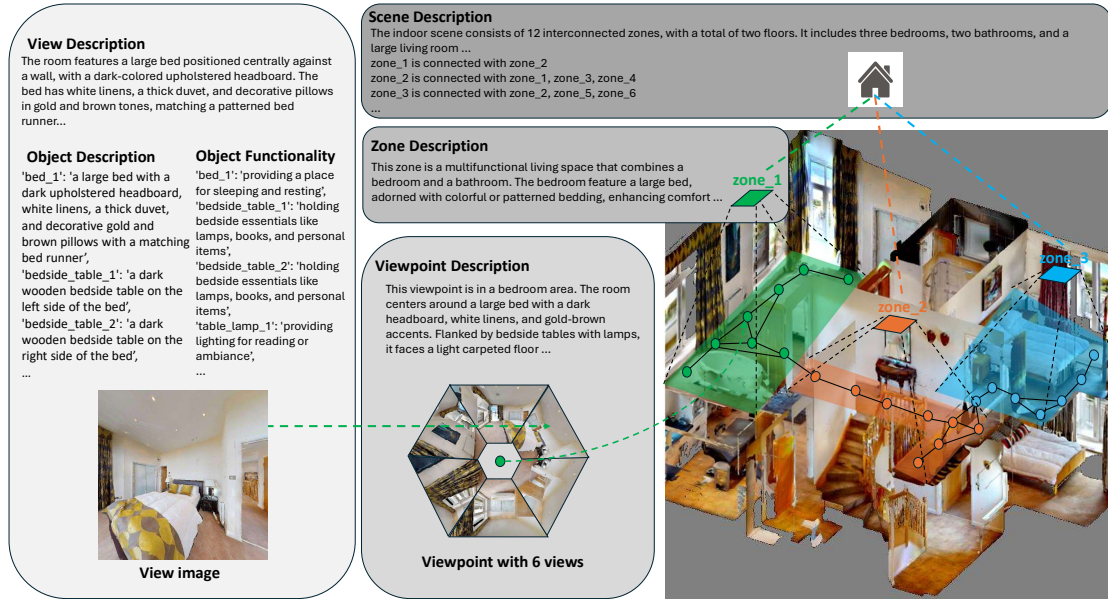 View Description
The room features a large bed positioned centrally against
a wall, with a dark-colored upholstered headboard. The
bed has white linens, a thick duvet, and decorative pillows
in gold and brown tones, matching a patterned bed
runner...
Object Description
'bed_1': 'a large bed with a
dark upholstered headboard,
white linens, a thick duvet,
and decorative gold and
brown pillows with a matching
bed runner',
'bedside_table_1': 'a dark
wooden bedside table on the
left side of the bed',
'bedside_table_2': 'a dark
wooden bedside table on the
right side of the bed',
...
Object Functionality
'bed_1': 'providing a place
for sleeping and resting',
'bedside_table_1': 'holding
bedside essentials like
lamps, books, and personal
items',
'bedside_table_2': 'holding
bedside essentials like
lamps, books, and personal
items',
'table_lamp_1': 'providing
lighting for reading or
ambiance',
...
View image
Scene Description
The indoor scene consists of 12 interconnected zones, with a total of two floors. It includes three bedrooms, two bathrooms, and a
large living room ...
zone_1 is connected with zone_2
zone_2 is connected with zone_1, zone_3, zone_4
zone_3 is connected with zone_2, zone_5, zone_6
...
Zone Description
This zone is a multifunctional living space that combines a
bedroom and a bathroom. The bedroom feature a large bed,
adorned with colorful or patterned bedding, enhancing comfort ...
Viewpoint Description
This viewpoint is in a bedroom area. The room
centers around a large bed with a dark
headboard, white linens, and gold-brown
accents. Flanked by bedside tables with lamps,
it faces a light carpeted floor ...
Viewpoint with 6 views
zone_1
zone_2
zone_3